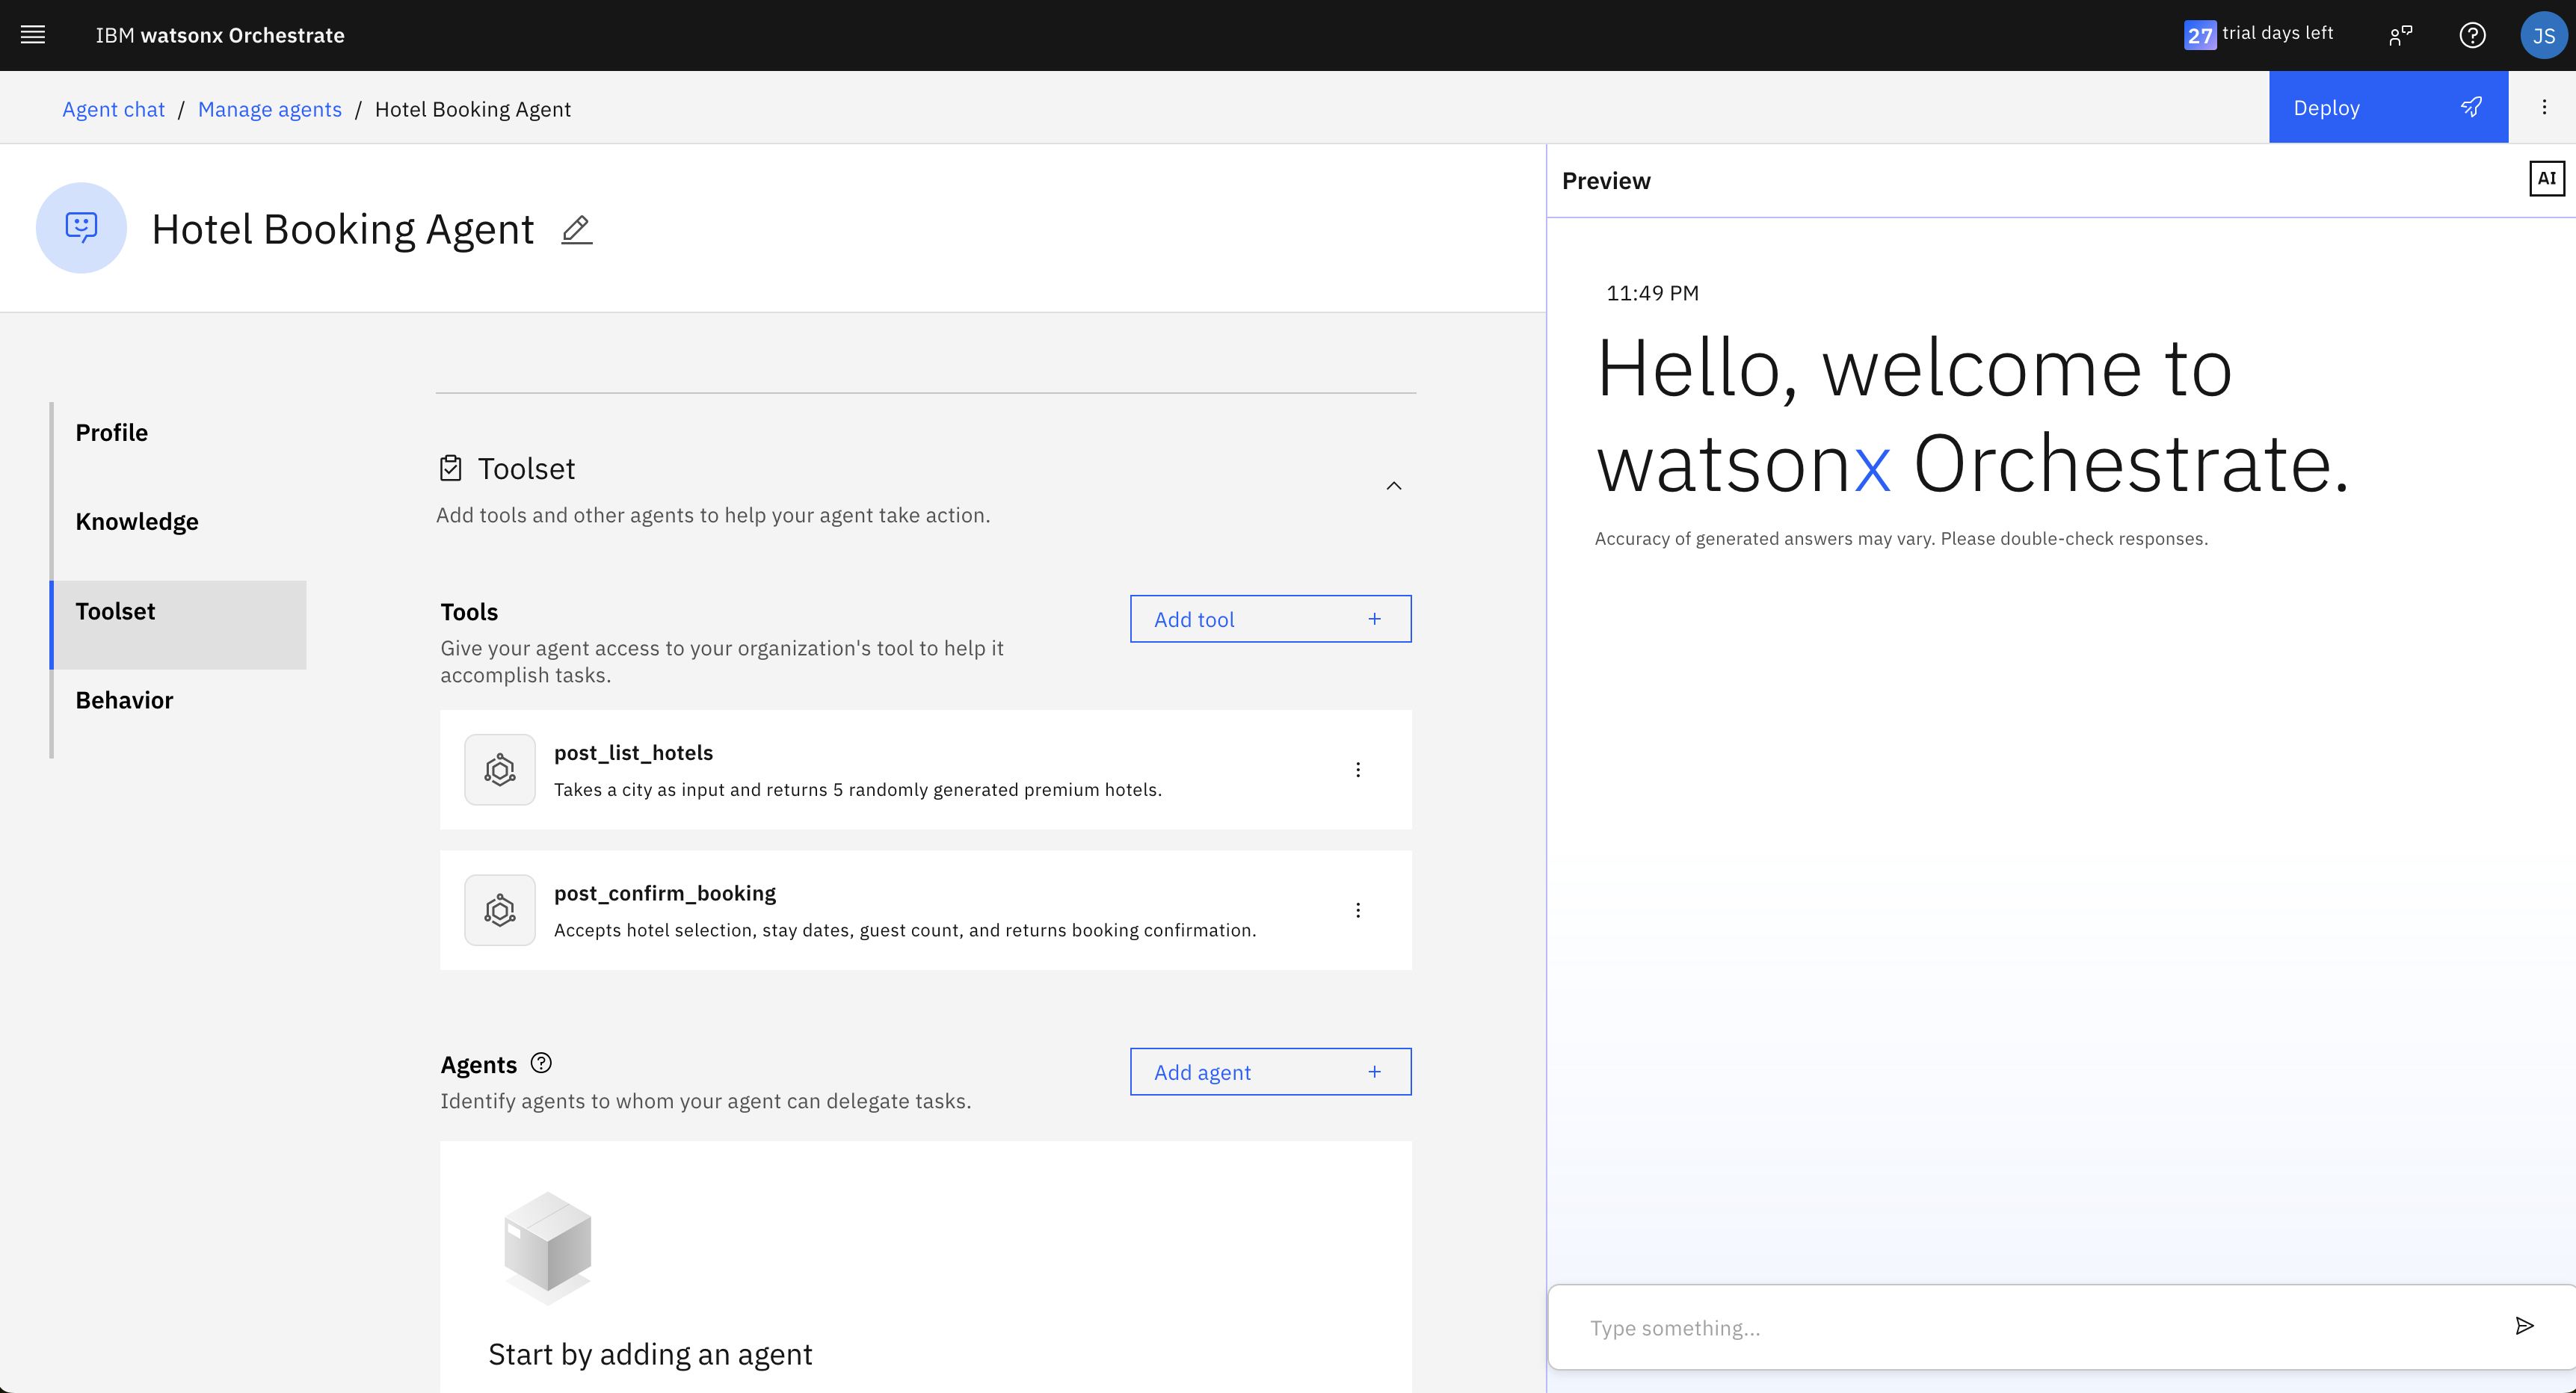 IBM watsonx Orchestrate
27 trial days left
JS
Agent chat / Manage agents / Hotel Booking Agent
Deploy
Hotel Booking Agent
Profile
Knowledge
Toolset
Behavior
Toolset
Add tools and other agents to help your agent take action.
Tools
Add tool +
Give your agent access to your organization's tool to help it
accomplish tasks.
post_list_hotels
Takes a city as input and returns 5 randomly generated premium hotels.
post_confirm_booking
Accepts hotel selection, stay dates, guest count, and returns booking confirmation.
Agents
Add agent +
Identify agents to whom your agent can delegate tasks.
Start by adding an agent
Preview
AI
11:49 PM
Hello, welcome to
watsonx Orchestrate.
Accuracy of generated answers may vary. Please double-check responses.
Type something...